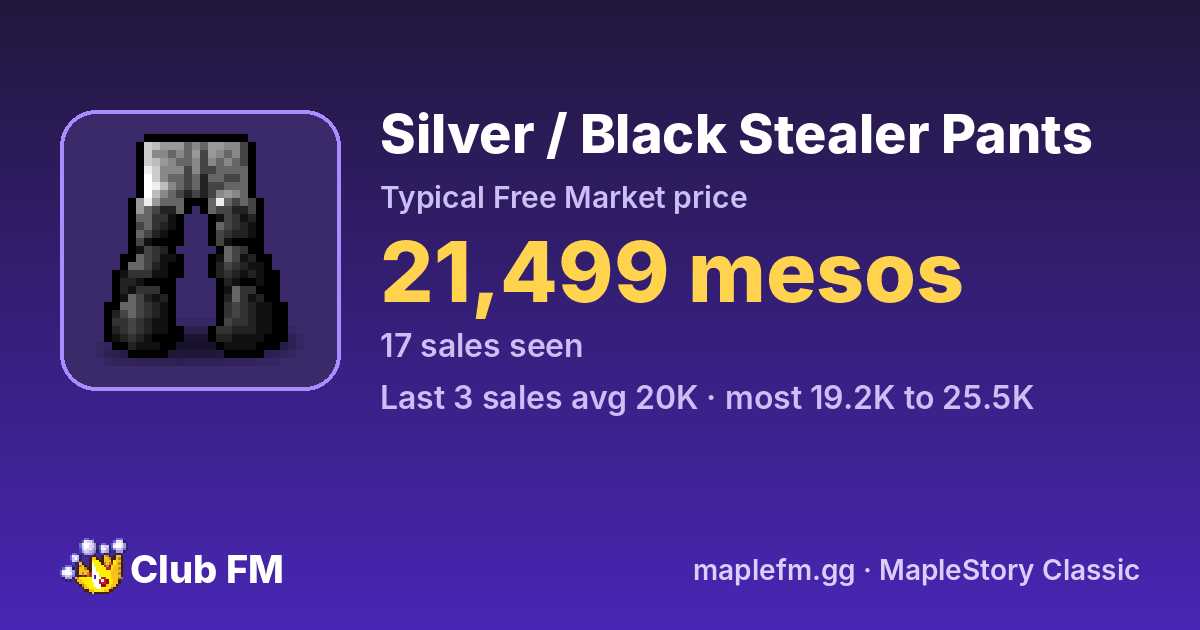 Silver / Black Stealer Pants
Typical Free Market price
21,499 mesos
17 sales seen
Last 3 sales avg 20K · most 19.2K to 25.5K
Club FM
maplefm.gg · MapleStory Classic